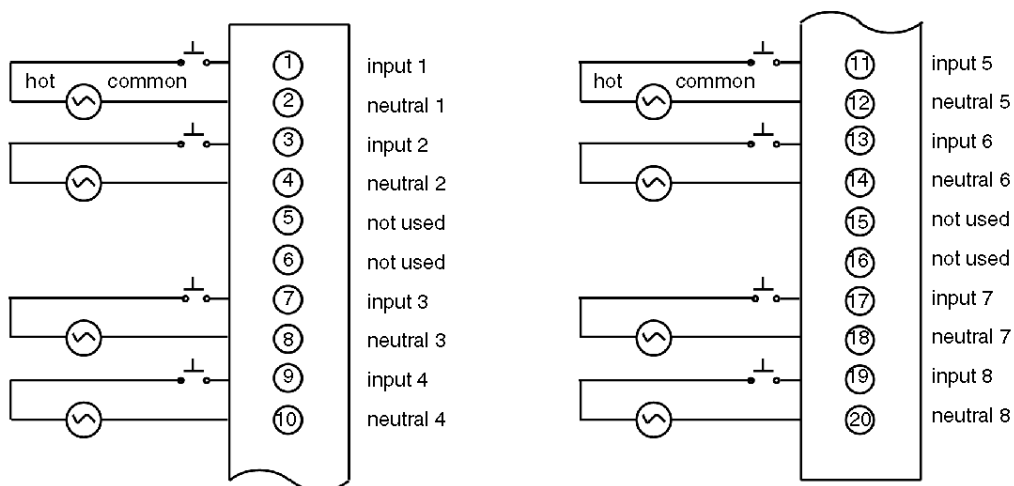 1 input 1
hot common
2 neutral 1
3 input 2
4 neutral 2
5 not used
6 not used
7 input 3
8 neutral 3
9 input 4
10 neutral 4
11 input 5
hot common
12 neutral 5
13 input 6
14 neutral 6
15 not used
16 not used
17 input 7
18 neutral 7
19 input 8
20 neutral 8